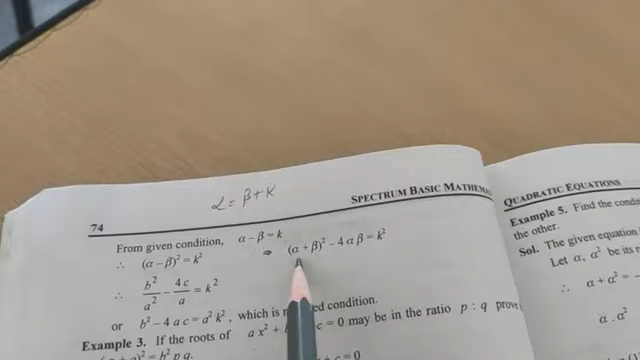 α = β + K
74 SPECTRUM BASIC MATHEMA
From given condition, α − β = k
∴ (α − β)² = k² ⇒ (α + β)² − 4 α β = k²
∴ b²/a² − 4c/a = k²
or b² − 4 a c = a² k², which is condition.
Example 3. If the roots of a x² + c = 0 may be in the ratio p : q prove
)² = b² p q.
+ c = 0
QUADRATIC EQUATIONS
Example 5. Find the condi
the other.
Sol. The given equation
Let α, α² be its r
∴ α + α² = −
α . α²